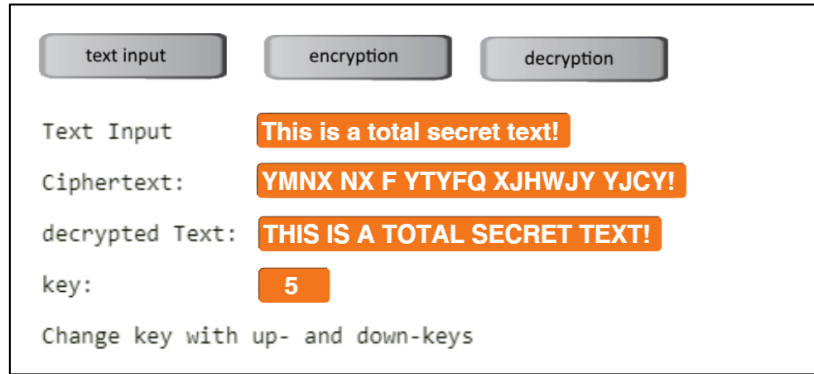 text input encryption decryption
Text Input This is a total secret text!
Ciphertext: YMNX NX F YTYFQ XJHWJY YJCY!
decrypted Text: THIS IS A TOTAL SECRET TEXT!
key: 5
Change key with up- and down-keys